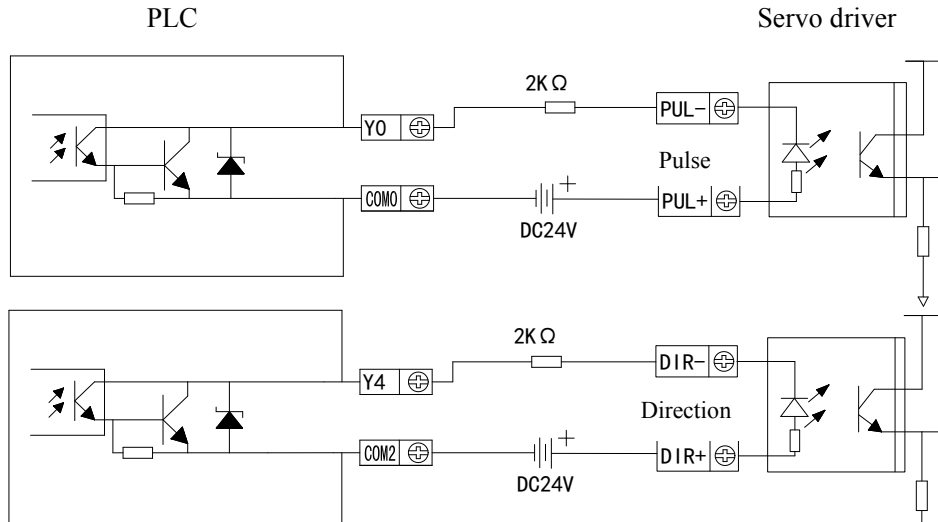 PLC
Servo driver
2KΩ
Y0
PUL-
Pulse
COM0
+
PUL+
DC24V
2KΩ
Y4
DIR-
Direction
COM2
+
DIR+
DC24V